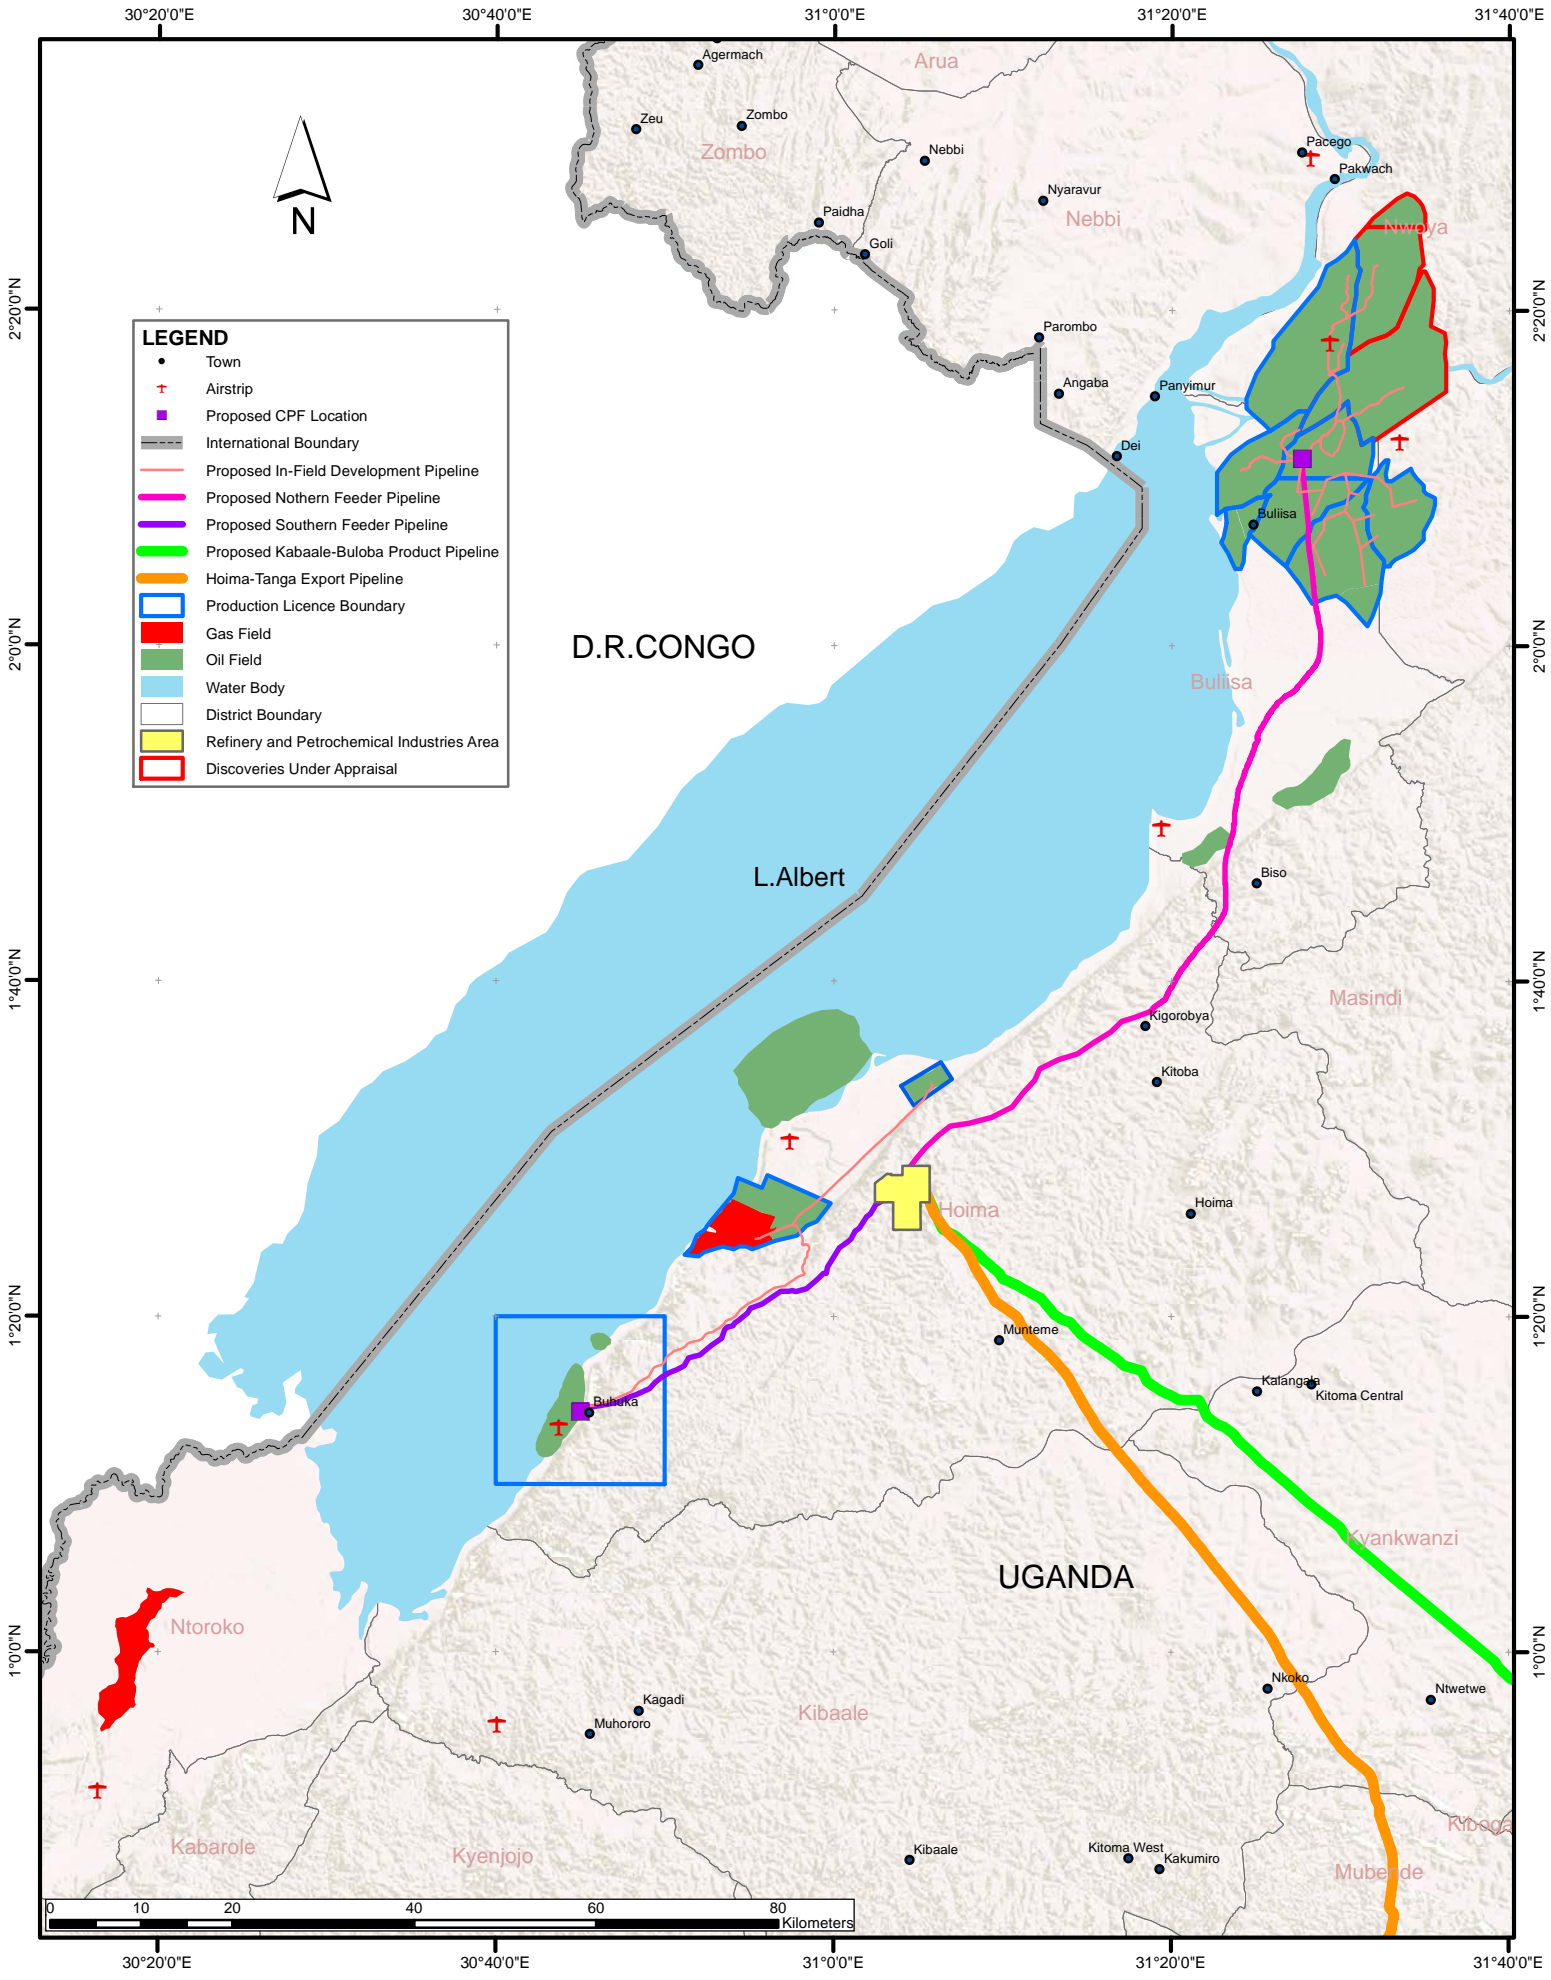 30°20'0"E
30°40'0"E
31°0'0"E
31°20'0"E
31°40'0"E
Agermach
Arua
Zeu
Zombo
Zombo
Nebbi
Pacego
Pakwach
Nyaravur
Nebbi
Nwoya
Paidha
Goli
N
2°20'0"N
2°20'0"N
Parombo
Angaba
Panyimur
Dei
Buliisa
LEGEND
Town
Airstrip
Proposed CPF Location
International Boundary
Proposed In-Field Development Pipeline
Proposed Nothern Feeder Pipeline
Proposed Southern Feeder Pipeline
Proposed Kabaale-Buloba Product Pipeline
Hoima-Tanga Export Pipeline
Production Licence Boundary
Gas Field
Oil Field
Water Body
District Boundary
Refinery and Petrochemical Industries Area
Discoveries Under Appraisal
2°0'0"N
2°0'0"N
D.R.CONGO
Buliisa
L.Albert
Biso
1°40'0"N
1°40'0"N
Masindi
Kigorobya
Kitoba
Hoima
Hoima
1°20'0"N
1°20'0"N
Munteme
Kalangala
Kitoma Central
Buhuka
Kyankwanzi
UGANDA
Ntoroko
1°0'0"N
1°0'0"N
Nkoko
Ntwetwe
Kagadi
Muhororo
Kibaale
Kiboga
Kabarole
Kyenjojo
Kibaale
Kitoma West
Kakumiro
Mubende
0
10
20
40
60
80
Kilometers
30°20'0"E
30°40'0"E
31°0'0"E
31°20'0"E
31°40'0"E